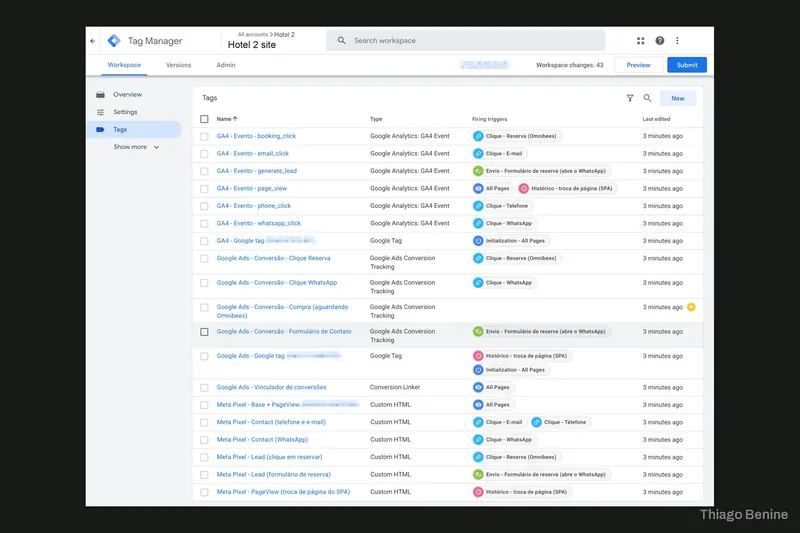 All accounts > Hotel 2
Tag Manager
Hotel 2 site
Search workspace
Workspace Versions Admin
Workspace changes: 43 Preview Submit
Overview
Settings
Tags
Show more
Tags New
Name Type Firing triggers Last edited
GA4 - Evento - booking_click Google Analytics: GA4 Event Clique - Reserva (Omnibees) 3 minutes ago
GA4 - Evento - email_click Google Analytics: GA4 Event Clique - E-mail 3 minutes ago
GA4 - Evento - generate_lead Google Analytics: GA4 Event Envio - Formulário de reserva (abre o WhatsApp) 3 minutes ago
GA4 - Evento - page_view Google Analytics: GA4 Event All Pages Histórico - troca de página (SPA) 3 minutes ago
GA4 - Evento - phone_click Google Analytics: GA4 Event Clique - Telefone 3 minutes ago
GA4 - Evento - whatsapp_click Google Analytics: GA4 Event Clique - WhatsApp 3 minutes ago
GA4 - Google tag Google Tag Initialization - All Pages 3 minutes ago
Google Ads - Conversão - Clique Reserva Google Ads Conversion Clique - Reserva (Omnibees) 3 minutes ago
Tracking
Google Ads - Conversão - Clique WhatsApp Google Ads Conversion Clique - WhatsApp 3 minutes ago
Tracking
Google Ads - Conversão - Compra (aguardando Google Ads Conversion 3 minutes ago
Omnibees) Tracking
Google Ads - Conversão - Formulário de Contato Google Ads Conversion Envio - Formulário de reserva (abre o WhatsApp) 3 minutes ago
Tracking
Google Ads - Google tag Google Tag Histórico - troca de página (SPA) 3 minutes ago
Initialization - All Pages
Google Ads - Vinculador de conversões Conversion Linker All Pages 3 minutes ago
Meta Pixel - Base + PageView Custom HTML All Pages 3 minutes ago
Meta Pixel - Contact (telefone e e-mail) Custom HTML Clique - E-mail Clique - Telefone 3 minutes ago
Meta Pixel - Contact (WhatsApp) Custom HTML Clique - WhatsApp 3 minutes ago
Meta Pixel - Lead (clique em reservar) Custom HTML Clique - Reserva (Omnibees) 3 minutes ago
Meta Pixel - Lead (formulário de reserva) Custom HTML Envio - Formulário de reserva (abre o WhatsApp) 3 minutes ago
Meta Pixel - PageView (troca de página do SPA) Custom HTML Histórico - troca de página (SPA) 3 minutes ago
Thiago Benine